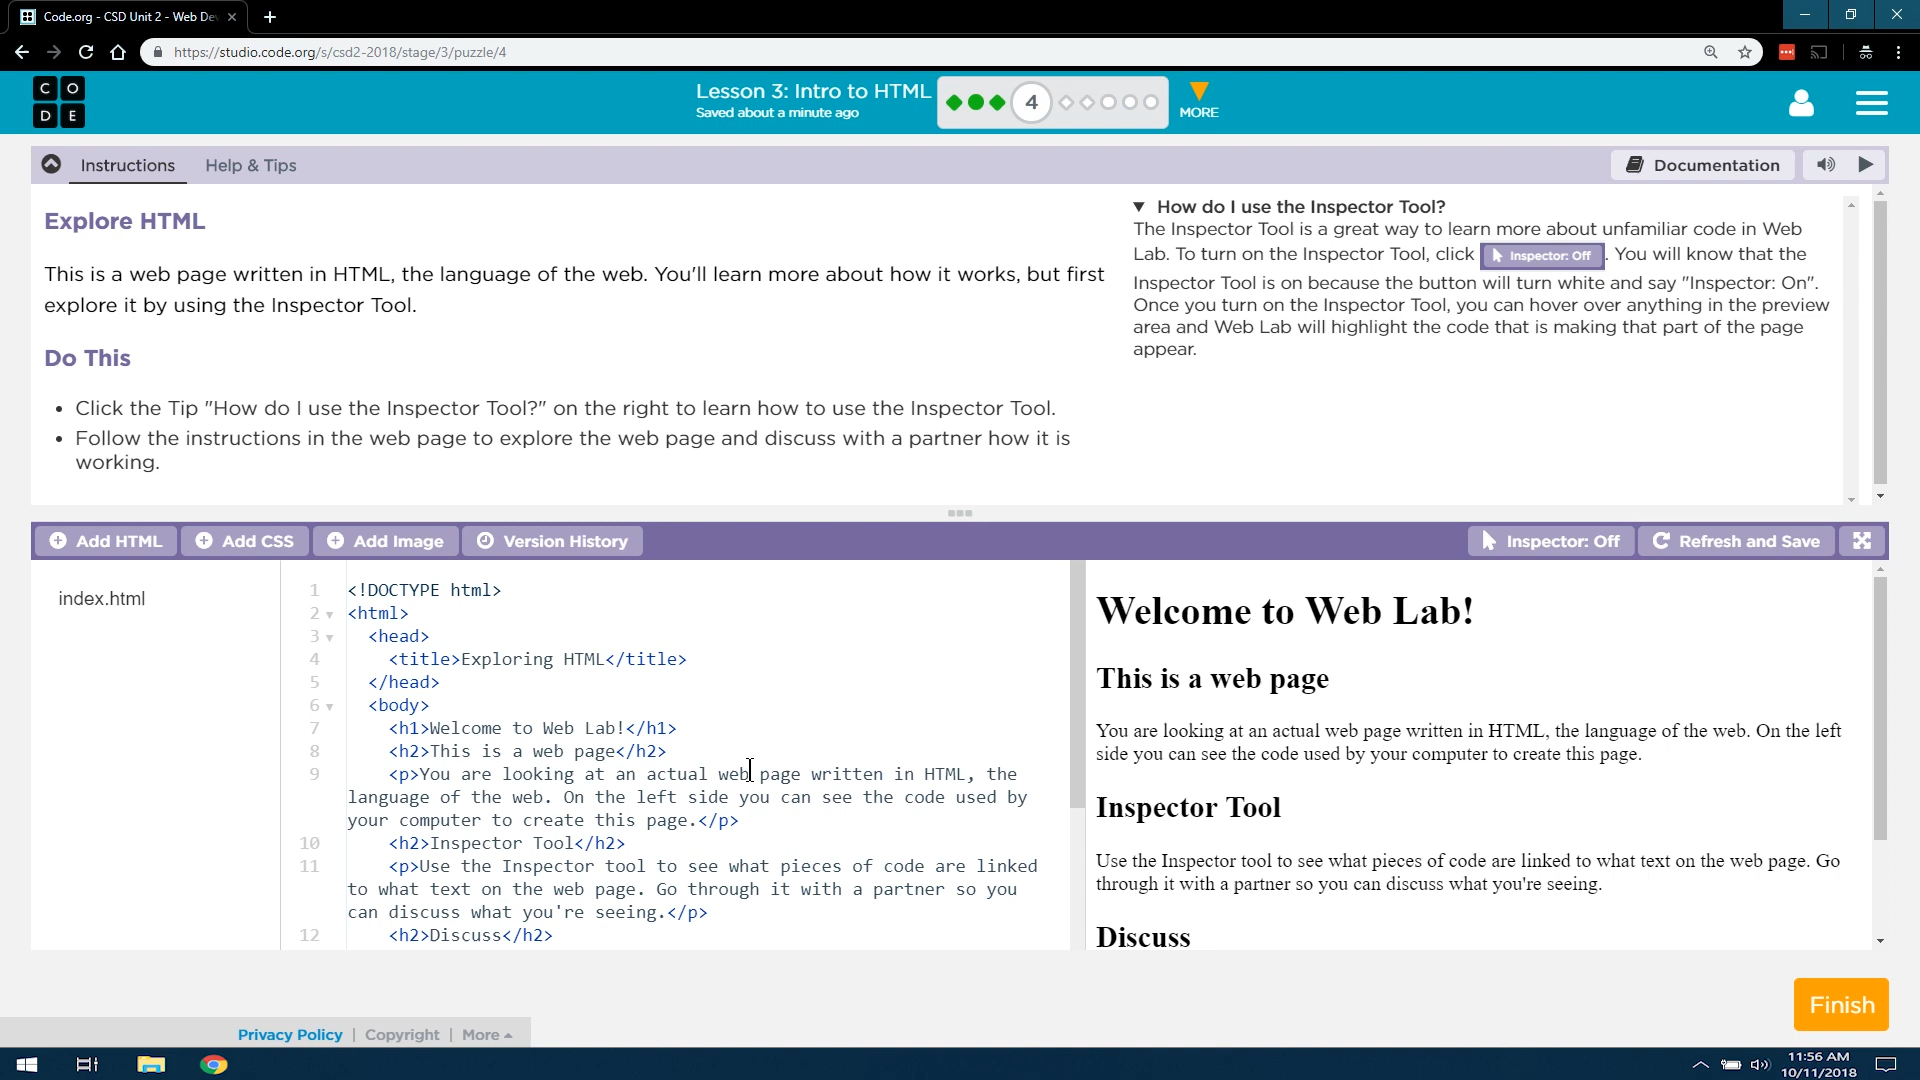 Code.org - CSD Unit 2 - Web De
https://studio.code.org/s/csd2-2018/stage/3/puzzle/4
C O
D E
Lesson 3: Intro to HTML
Saved about a minute ago
4
MORE
Instructions
Help & Tips
Documentation
Explore HTML
This is a web page written in HTML, the language of the web. You'll learn more about how it works, but first
explore it by using the Inspector Tool.
Do This
• Click the Tip "How do I use the Inspector Tool?" on the right to learn how to use the Inspector Tool.
• Follow the instructions in the web page to explore the web page and discuss with a partner how it is
working.
▼ How do I use the Inspector Tool?
The Inspector Tool is a great way to learn more about unfamiliar code in Web
Lab. To turn on the Inspector Tool, click Inspector: Off . You will know that the
Inspector Tool is on because the button will turn white and say "Inspector: On".
Once you turn on the Inspector Tool, you can hover over anything in the preview
area and Web Lab will highlight the code that is making that part of the page
appear.
Add HTML
Add CSS
Add Image
Version History
Inspector: Off
Refresh and Save
index.html
1 <!DOCTYPE html>
2 <html>
3 <head>
4 <title>Exploring HTML</title>
5 </head>
6 <body>
7 <h1>Welcome to Web Lab!</h1>
8 <h2>This is a web page</h2>
9 <p>You are looking at an actual web page written in HTML, the
language of the web. On the left side you can see the code used by
your computer to create this page.</p>
10 <h2>Inspector Tool</h2>
11 <p>Use the Inspector tool to see what pieces of code are linked
to what text on the web page. Go through it with a partner so you
can discuss what you're seeing.</p>
12 <h2>Discuss</h2>
Welcome to Web Lab!
This is a web page
You are looking at an actual web page written in HTML, the language of the web. On the left
side you can see the code used by your computer to create this page.
Inspector Tool
Use the Inspector tool to see what pieces of code are linked to what text on the web page. Go
through it with a partner so you can discuss what you're seeing.
Discuss
Finish
Privacy Policy | Copyright | More
11:56 AM
10/11/2018